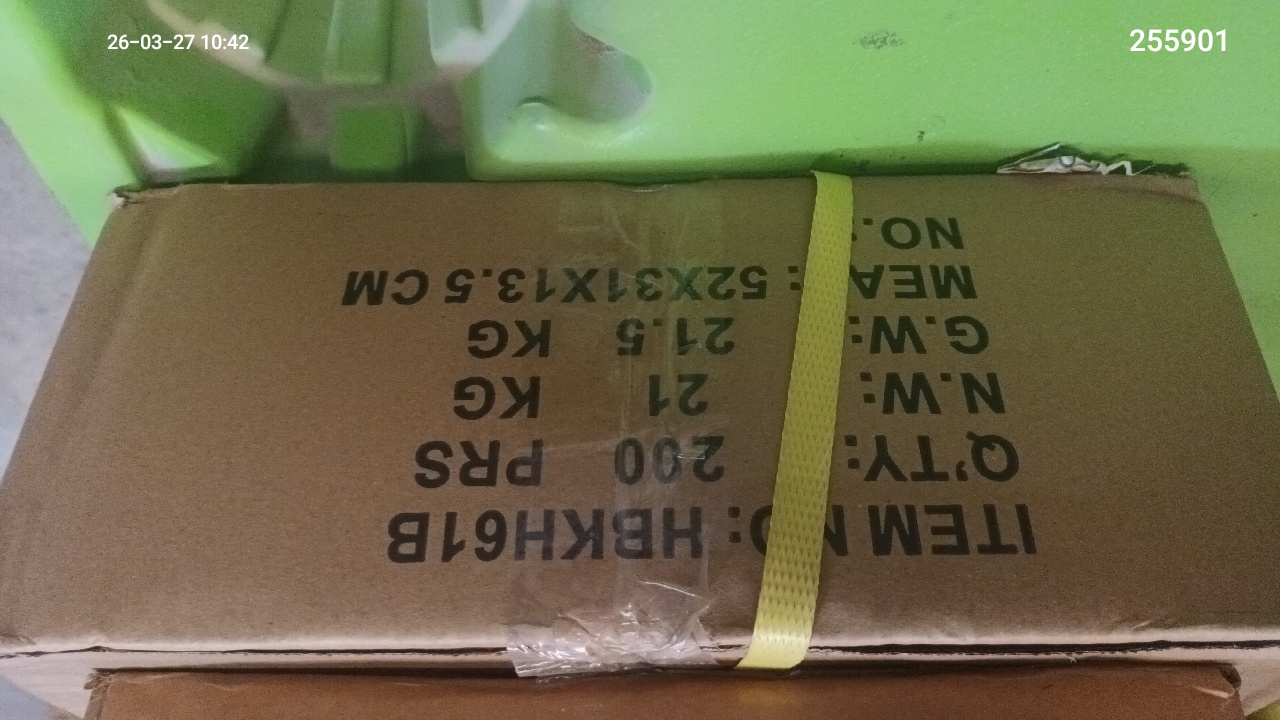 26-03-27 10:42
255901
ITEM NO: HBKH61B
Q'TY: 200 PRS
N.W: 21 KG
G.W: 21.5 KG
MEA : 52X31X13.5 CM
NO.: